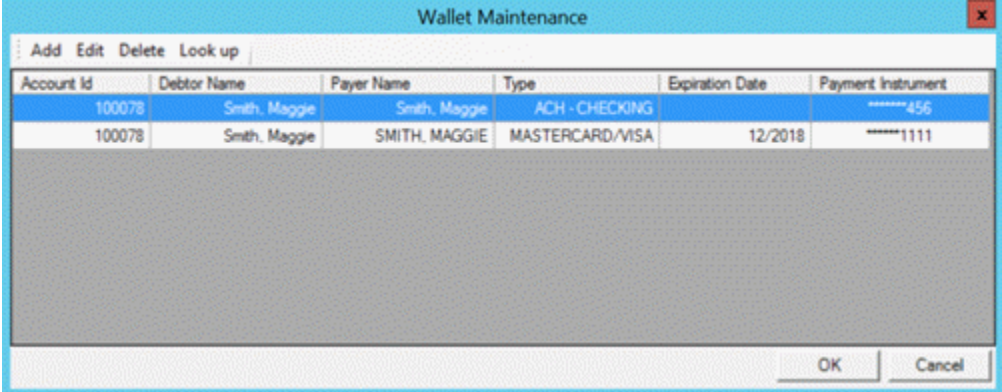 Wallet Maintenance
x
Add Edit Delete Look up
Account Id Debtor Name Payer Name Type Expiration Date Payment Instrument
100078 Smith, Maggie Smith, Maggie ACH - CHECKING *******456
100078 Smith, Maggie SMITH, MAGGIE MASTERCARD/VISA 12/2018 ******1111
OK Cancel